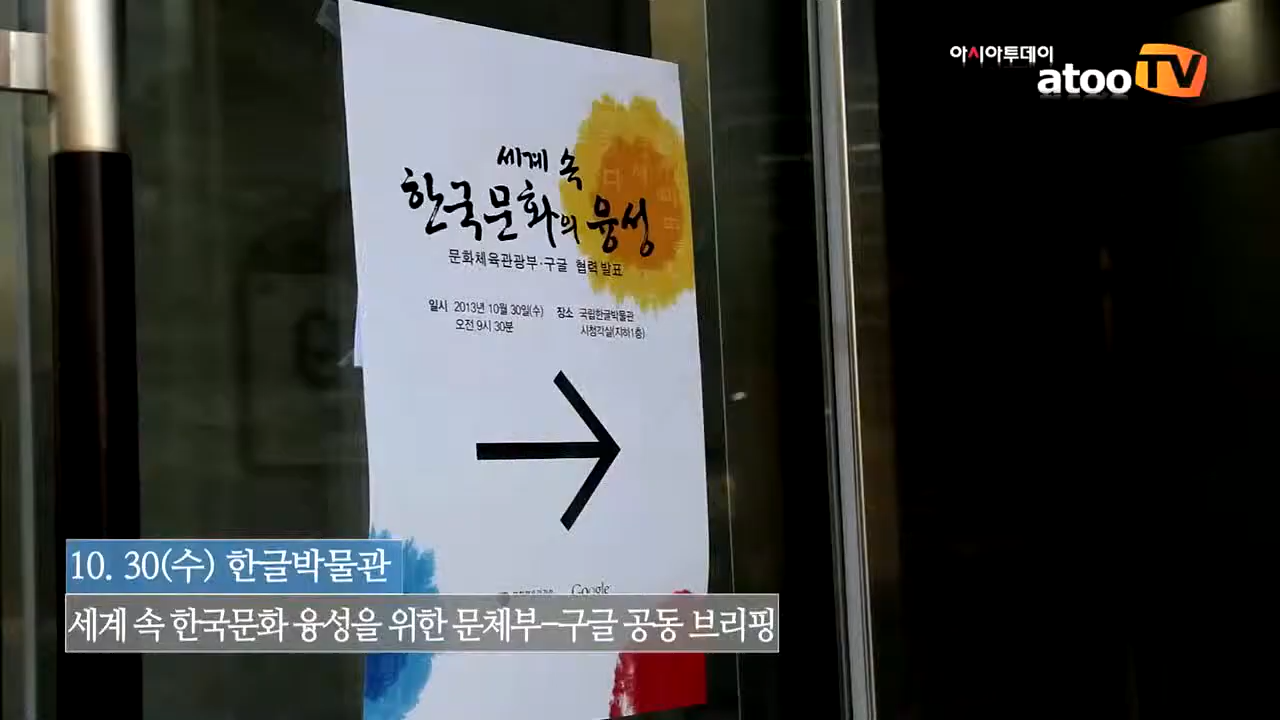 아시아투데이
atooTV
세계 속
한국문화의 융성
문화체육관광부·구글 협력 발표
일시 2013년 10월 30일(수) 장소 국립한글박물관
오전 9시 30분 시청각실(지하1층)
Google
10. 30(수) 한글박물관
세계 속 한국문화 융성을 위한 문체부-구글 공동 브리핑